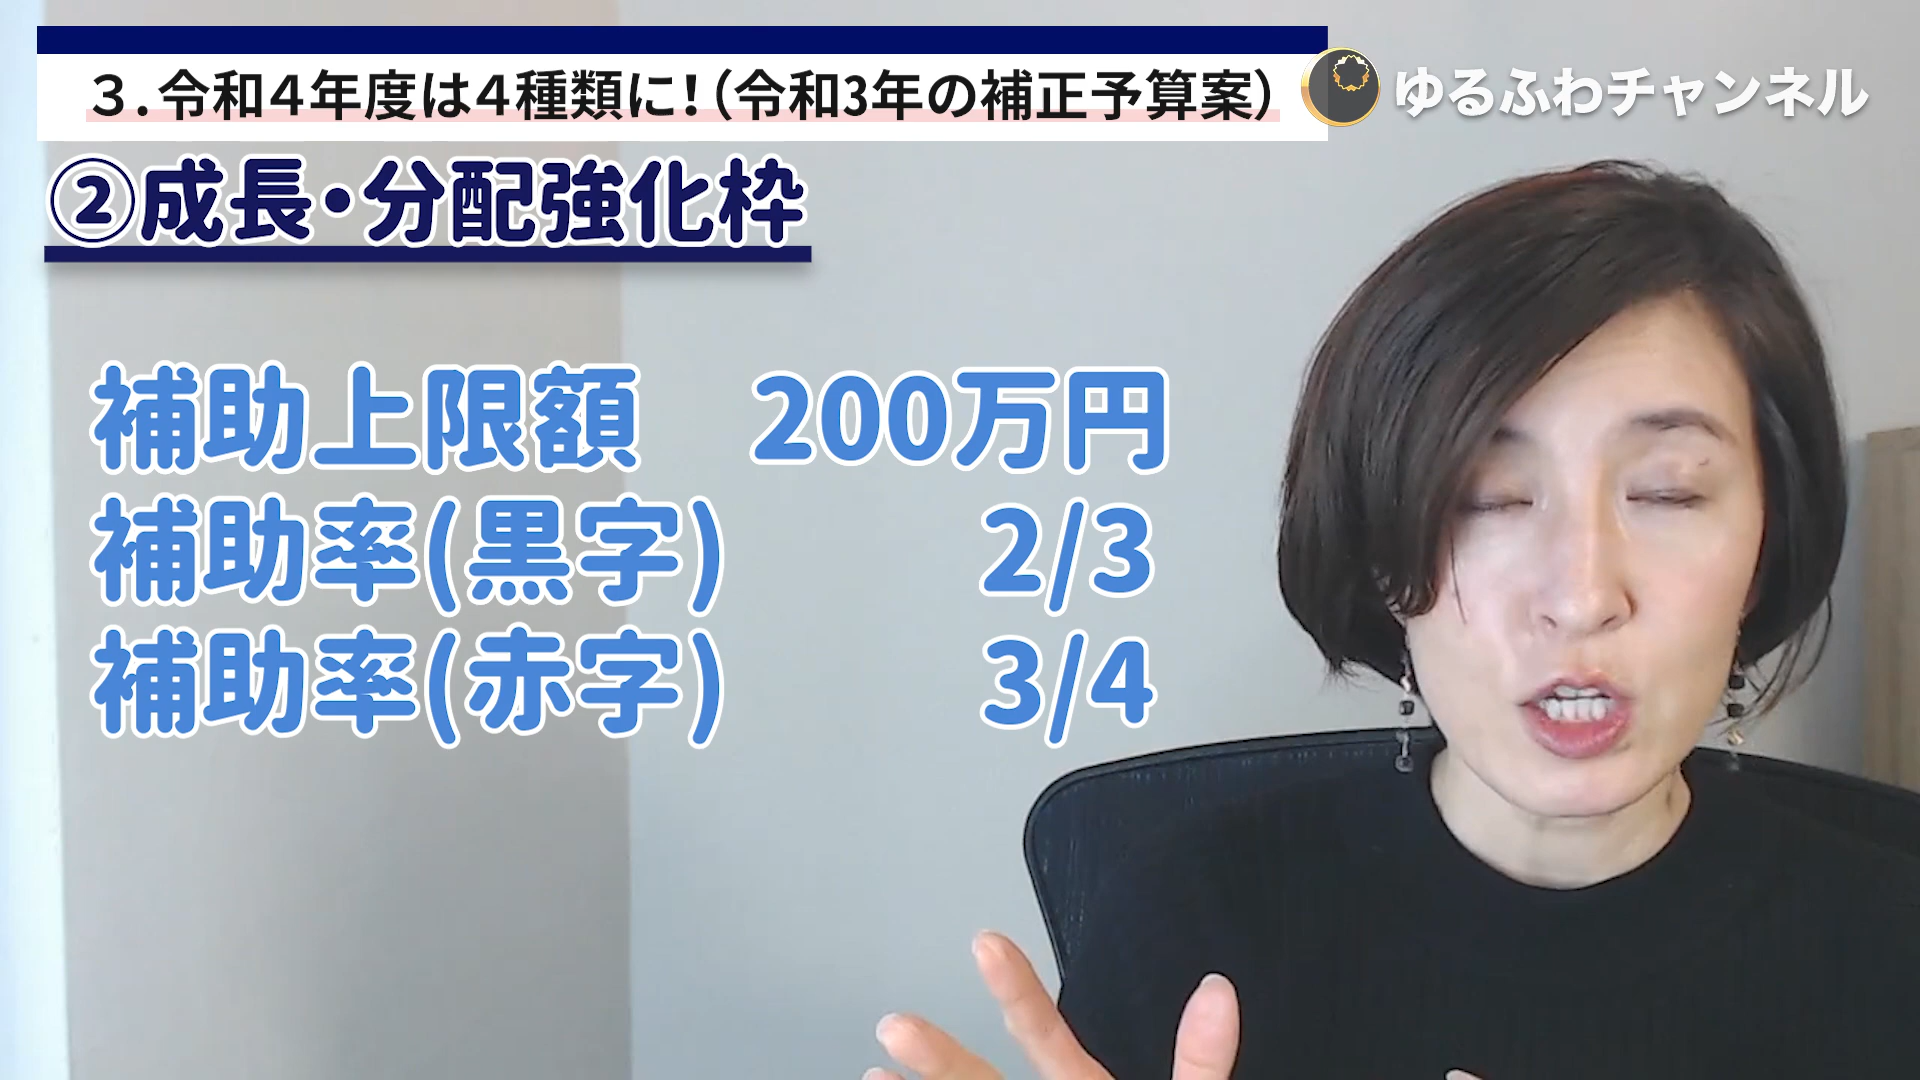 ３．令和４年度は４種類に！（令和3年の補正予算案）
ゆるふわチャンネル
②成長・分配強化枠
補助上限額 200万円
補助率(黒字) 2/3
補助率(赤字) 3/4